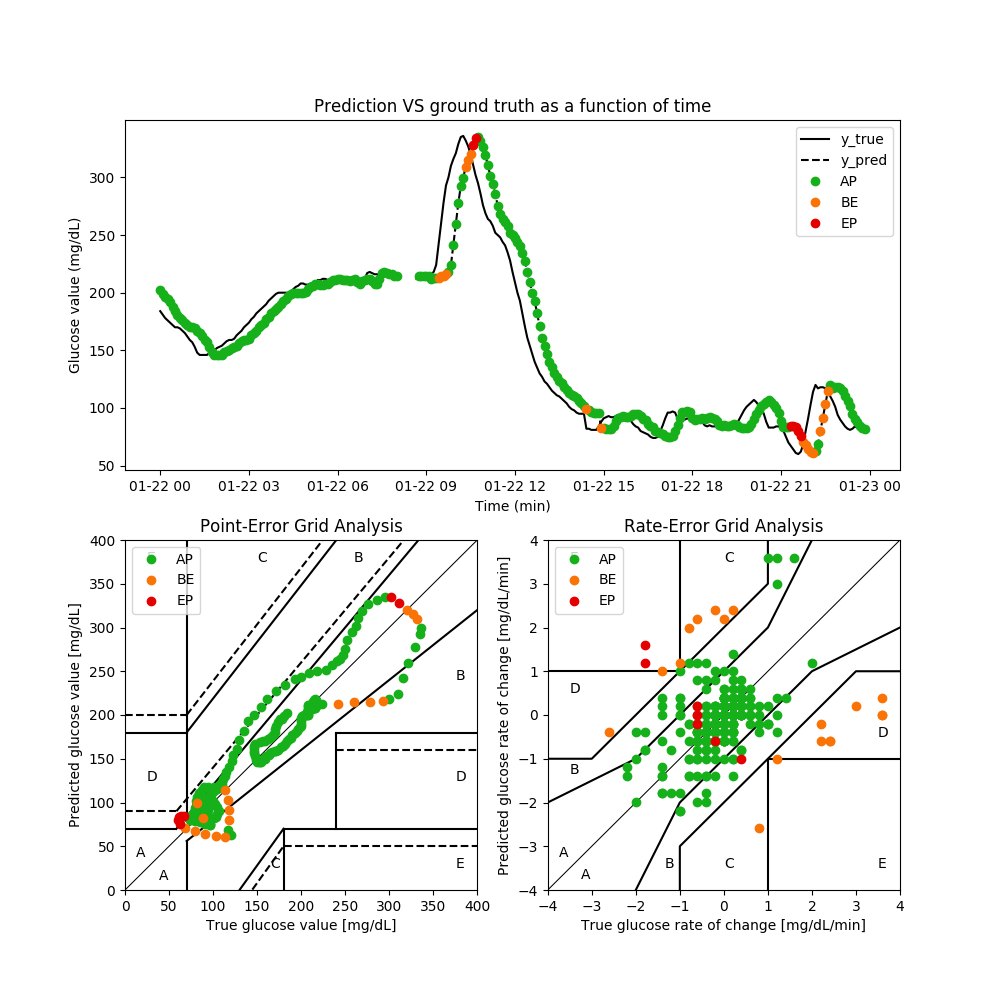 Prediction VS ground truth as a function of time
Glucose value (mg/dL)
300
250
200
150
100
50
y_true
y_pred
AP
BE
EP
01-22 00 01-22 03 01-22 06 01-22 09 01-22 12 01-22 15 01-22 18 01-22 21 01-23 00
Time (min)
Point-Error Grid Analysis
Predicted glucose value [mg/dL]
400
350
300
250
200
150
100
50
0
AP
BE
EP
C
B
B
D
D
A
A
C
E
0 50 100 150 200 250 300 350 400
True glucose value [mg/dL]
Rate-Error Grid Analysis
Predicted glucose rate of change [mg/dL/min]
4
3
2
1
0
−1
−2
−3
−4
AP
BE
EP
C
D
D
B
A
A
B
C
E
−4 −3 −2 −1 0 1 2 3 4
True glucose rate of change [mg/dL/min]